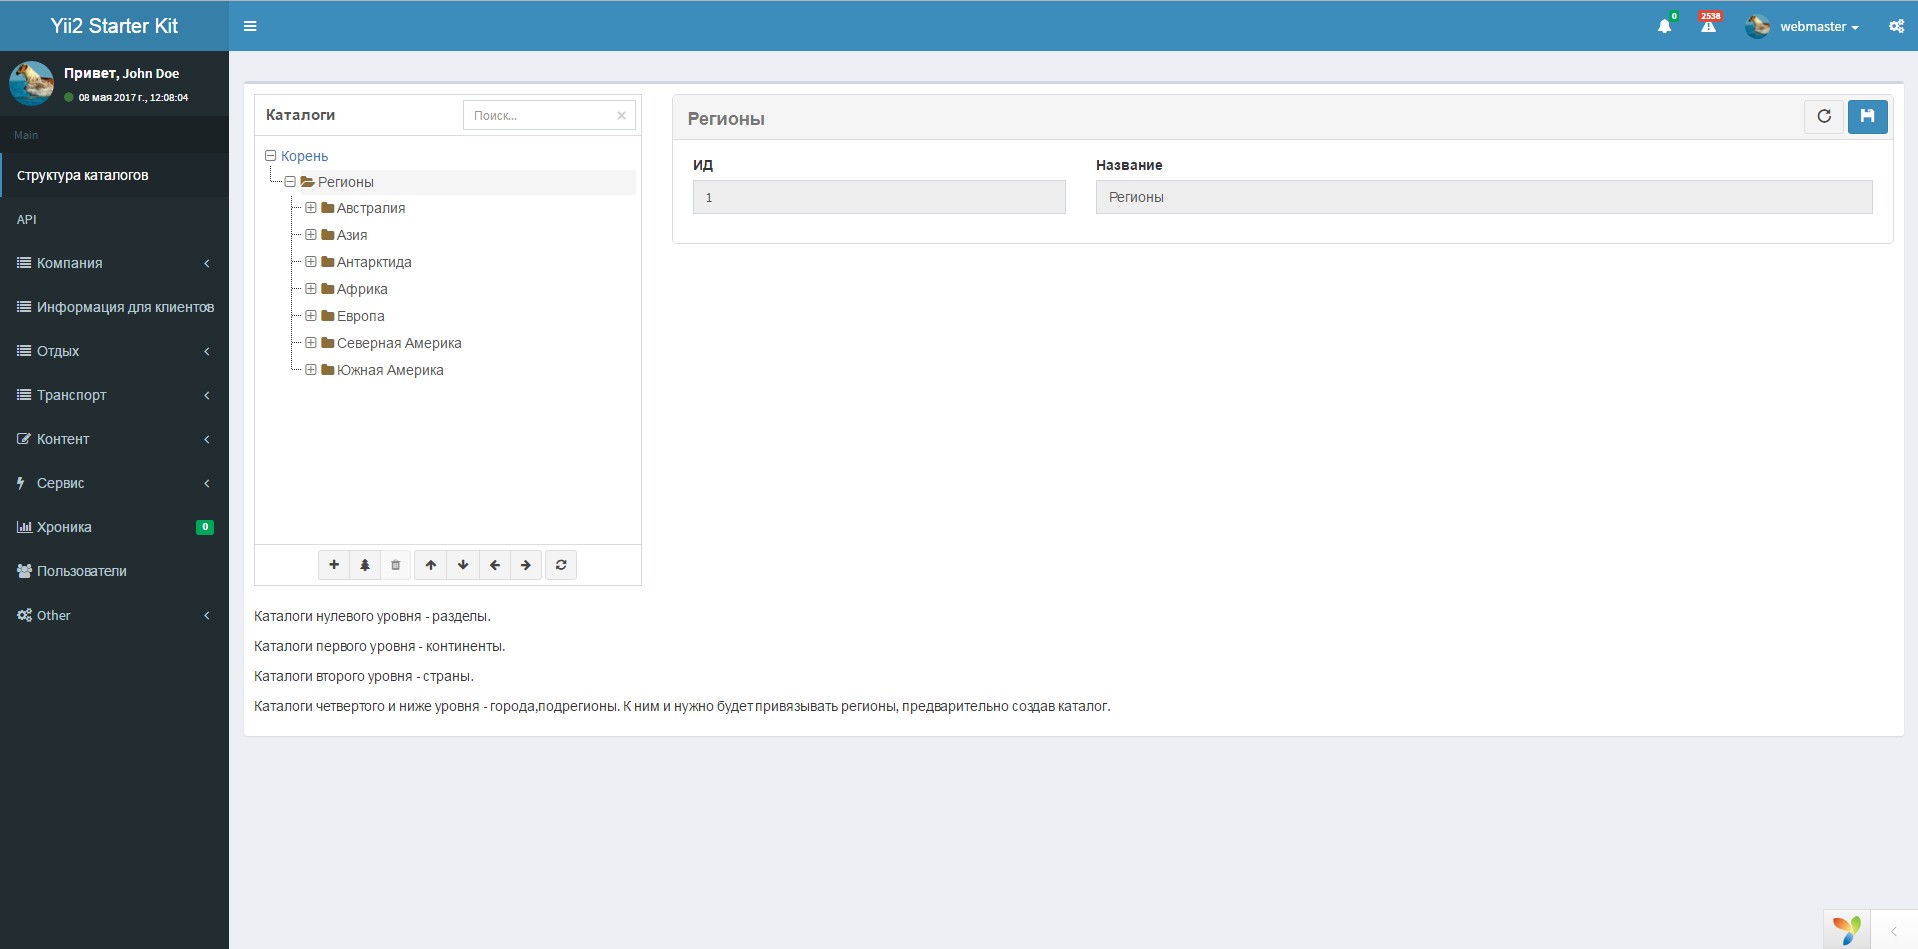 Yii2 Starter Kit
0
2538
webmaster
Привет, John Doe
08 мая 2017 г., 12:08:04
Main
Структура каталогов
API
Компания
Информация для клиентов
Отдых
Транспорт
Контент
Сервис
Хроника
0
Пользователи
Other
Каталоги
Поиск...
Корень
Регионы
Австралия
Азия
Антарктида
Африка
Европа
Северная Америка
Южная Америка
Регионы
ИД
Название
1
Регионы
Каталоги нулевого уровня - разделы.
Каталоги первого уровня - континенты.
Каталоги второго уровня - страны.
Каталоги четвертого и ниже уровня - города,подрегионы. К ним и нужно будет привязывать регионы, предварительно создав каталог.